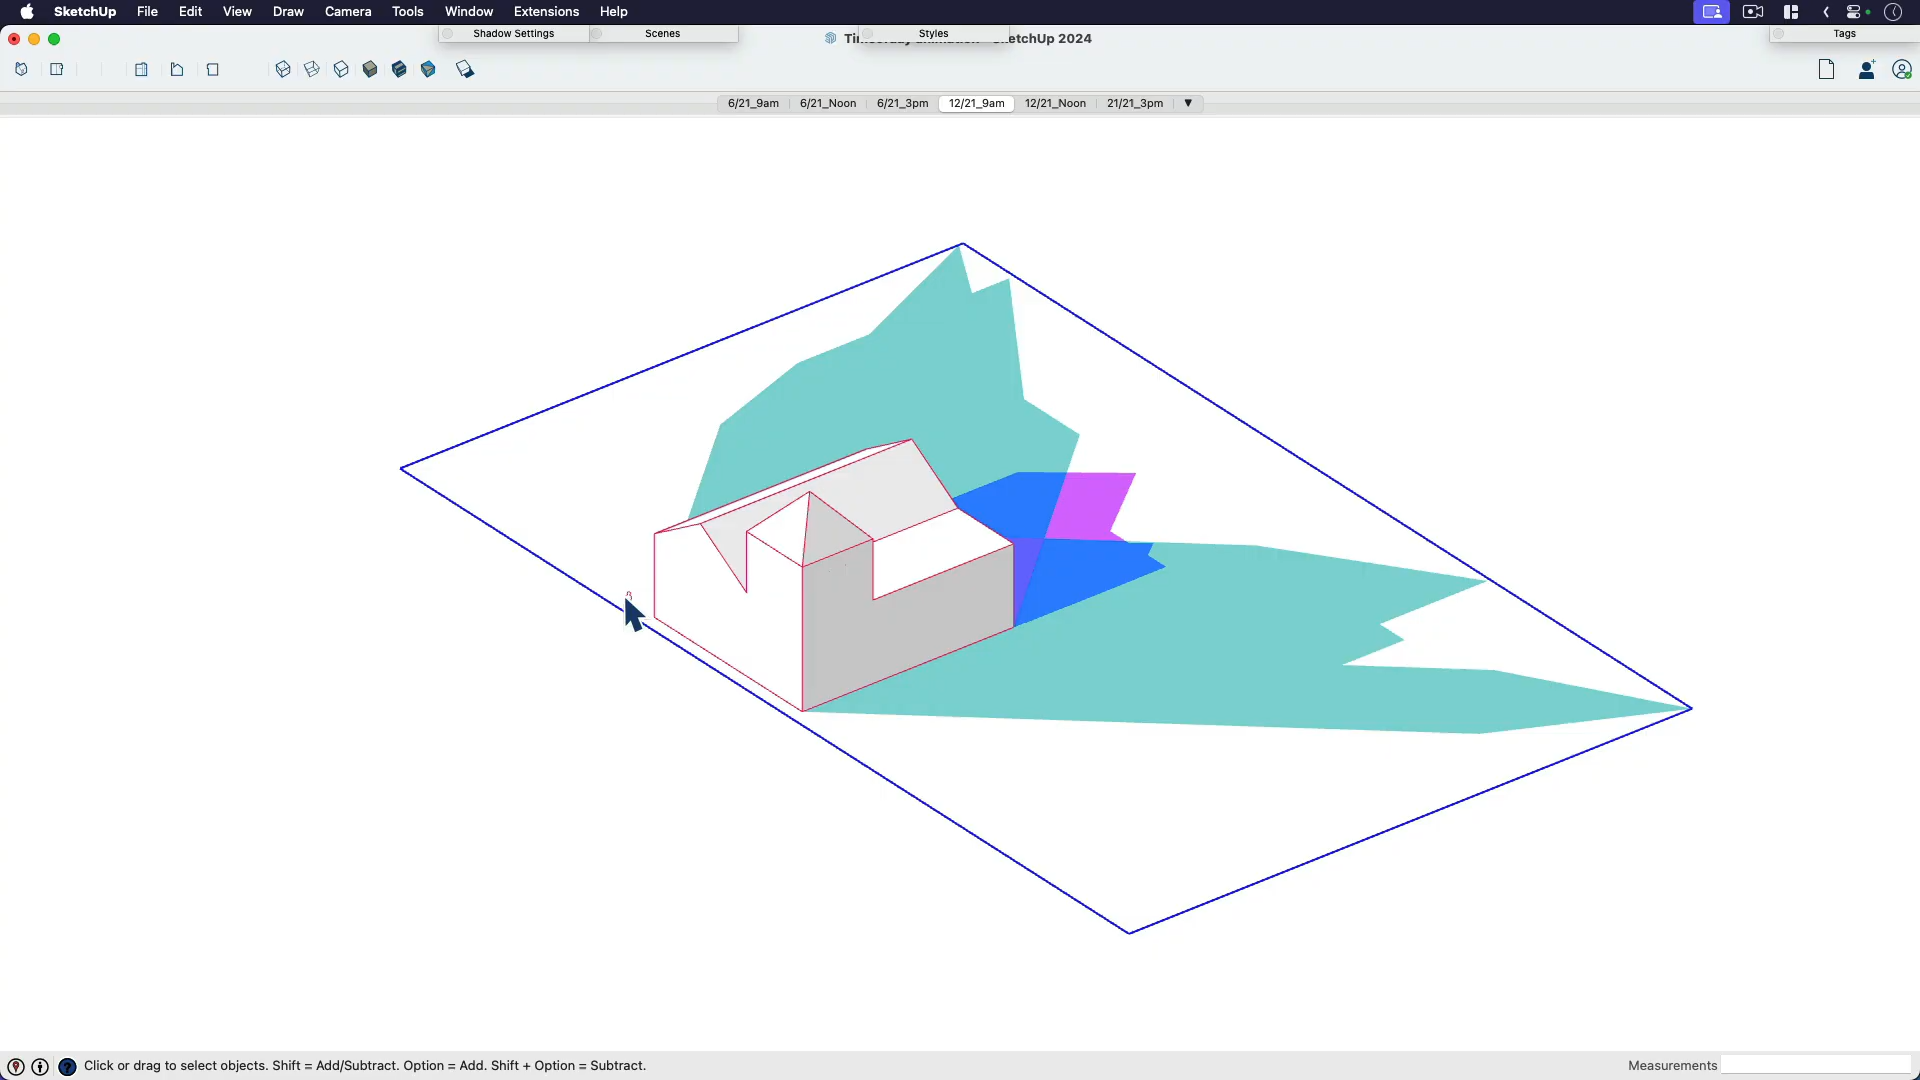 SketchUp File Edit View Draw Camera Tools Window Extensions Help
Shadow Settings Scenes Styles Tags
SketchUp 2024
6/21_9am 6/21_Noon 6/21_3pm 12/21_9am 12/21_Noon 21/21_3pm
Click or drag to select objects. Shift = Add/Subtract. Option = Add. Shift + Option = Subtract.
Measurements